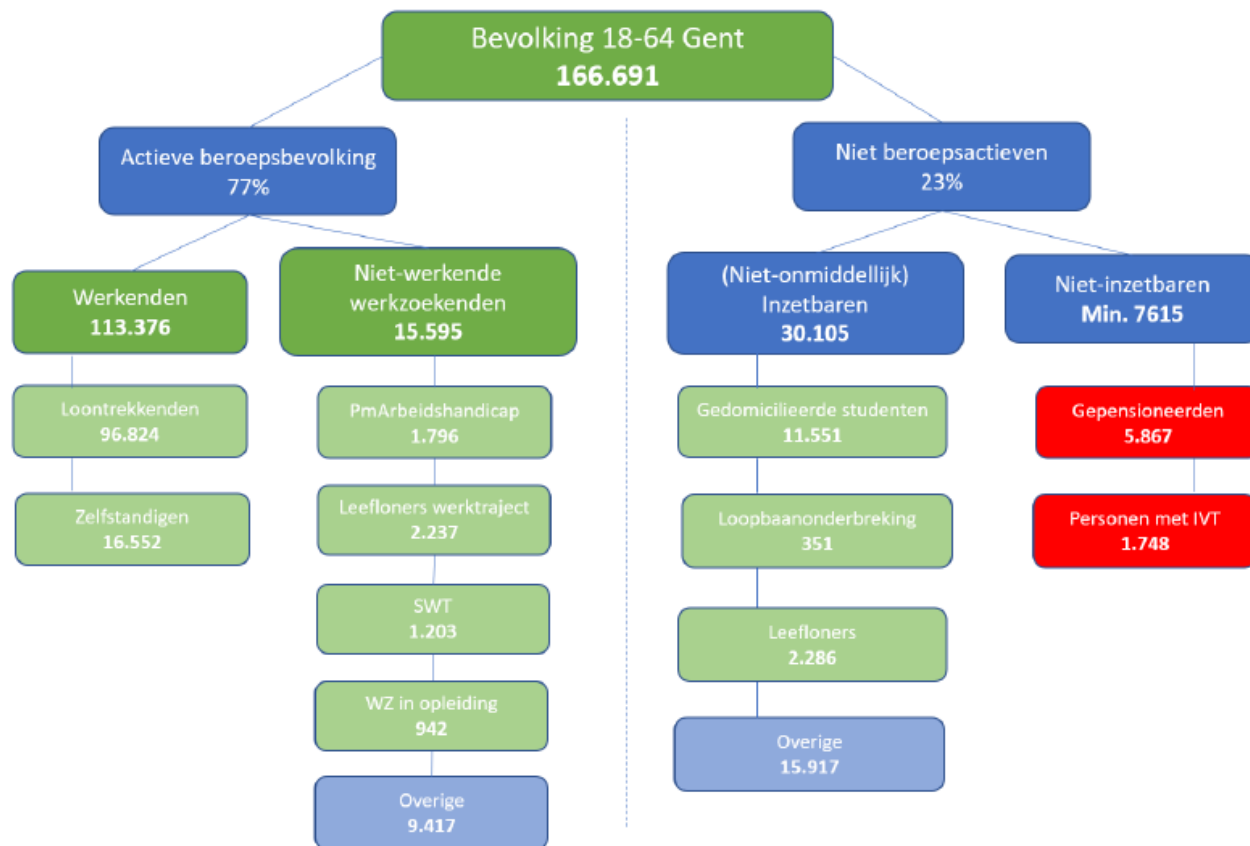 Bevolking 18-64 Gent
166.691
Actieve beroepsbevolking
77%
Niet beroepsactieven
23%
Werkenden
113.376
Niet-werkende
werkzoekenden
15.595
(Niet-onmiddellijk)
Inzetbaren
30.105
Niet-inzetbaren
Min. 7615
Loontrekkenden
96.824
Zelfstandigen
16.552
PmArbeidshandicap
1.796
Leefloners werktraject
2.237
SWT
1.203
WZ in opleiding
942
Overige
9.417
Gedomicilieerde studenten
11.551
Loopbaanonderbreking
351
Leefloners
2.286
Overige
15.917
Gepensioneerden
5.867
Personen met IVT
1.748